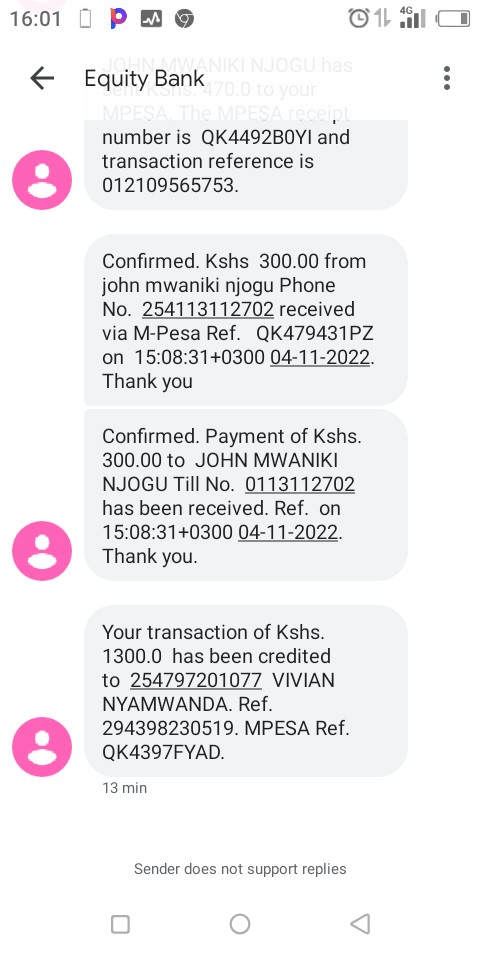 16:01
4G
Equity Bank
JOHN MWANIKI NJOGU has
sent KShs. 470.0 to your
MPESA. The MPESA receipt
number is QK4492B0YI and
transaction reference is
012109565753.
Confirmed. Kshs 300.00 from
john mwaniki njogu Phone
No. 254113112702 received
via M-Pesa Ref. QK479431PZ
on 15:08:31+0300 04-11-2022.
Thank you
Confirmed. Payment of Kshs.
300.00 to JOHN MWANIKI
NJOGU Till No. 0113112702
has been received. Ref. on
15:08:31+0300 04-11-2022.
Thank you.
Your transaction of Kshs.
1300.0 has been credited
to 254797201077 VIVIAN
NYAMWANDA. Ref.
294398230519. MPESA Ref.
QK4397FYAD.
13 min
Sender does not support replies